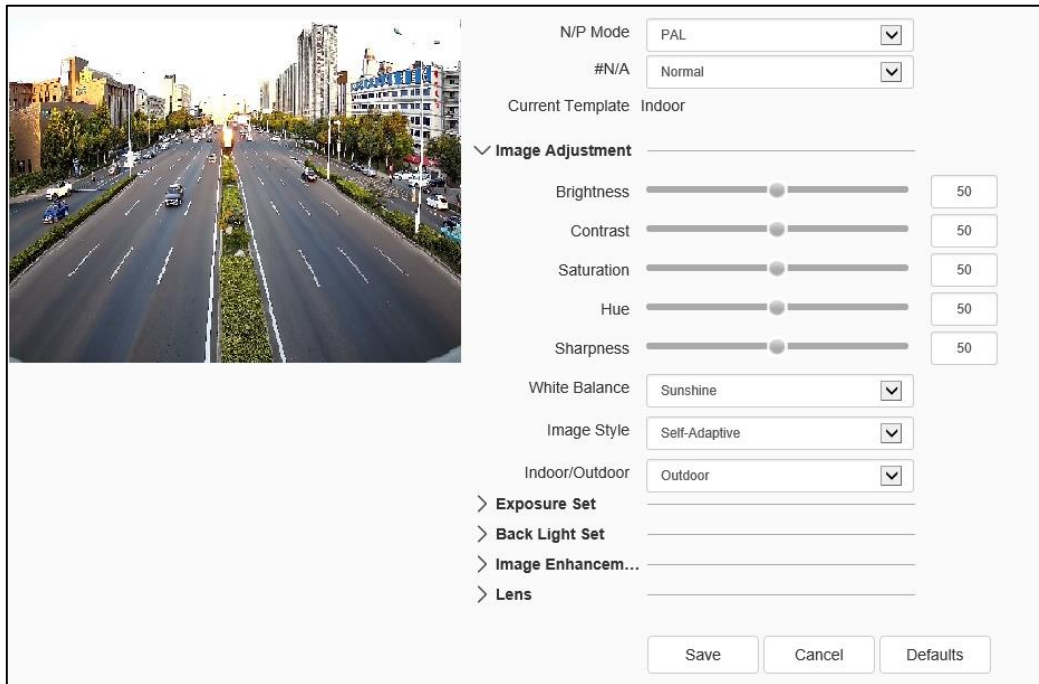 N/P Mode PAL
#N/A Normal
Current Template Indoor
Image Adjustment
Brightness 50
Contrast 50
Saturation 50
Hue 50
Sharpness 50
White Balance Sunshine
Image Style Self-Adaptive
Indoor/Outdoor Outdoor
Exposure Set
Back Light Set
Image Enhancem...
Lens
Save Cancel Defaults